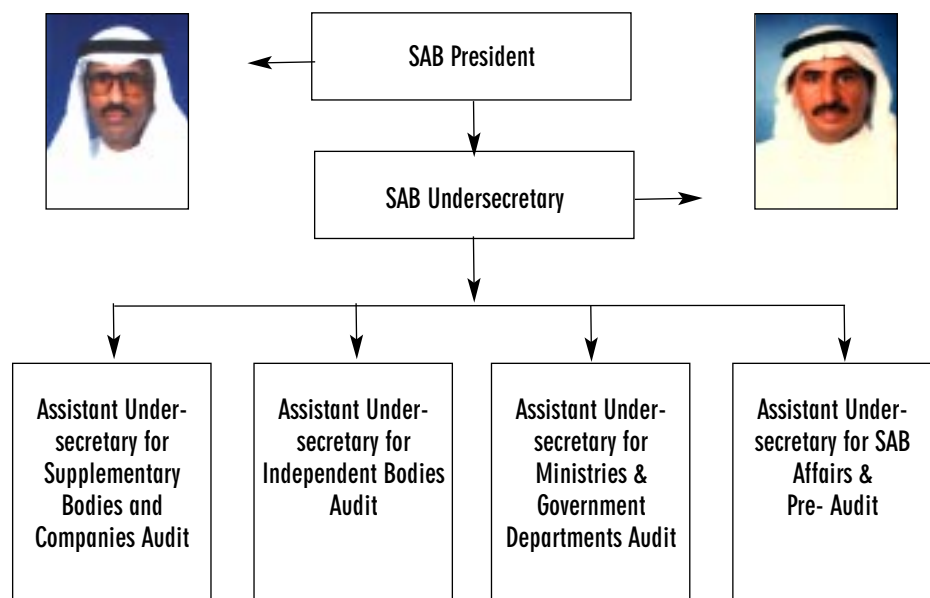 SAB President
SAB Undersecretary
Assistant Under-
secretary for
Supplementary
Bodies and
Companies Audit
Assistant Under-
secretary for
Independent Bodies
Audit
Assistant Under-
secretary for
Ministries &
Government
Departments Audit
Assistant Under-
secretary for SAB
Affairs &
Pre- Audit